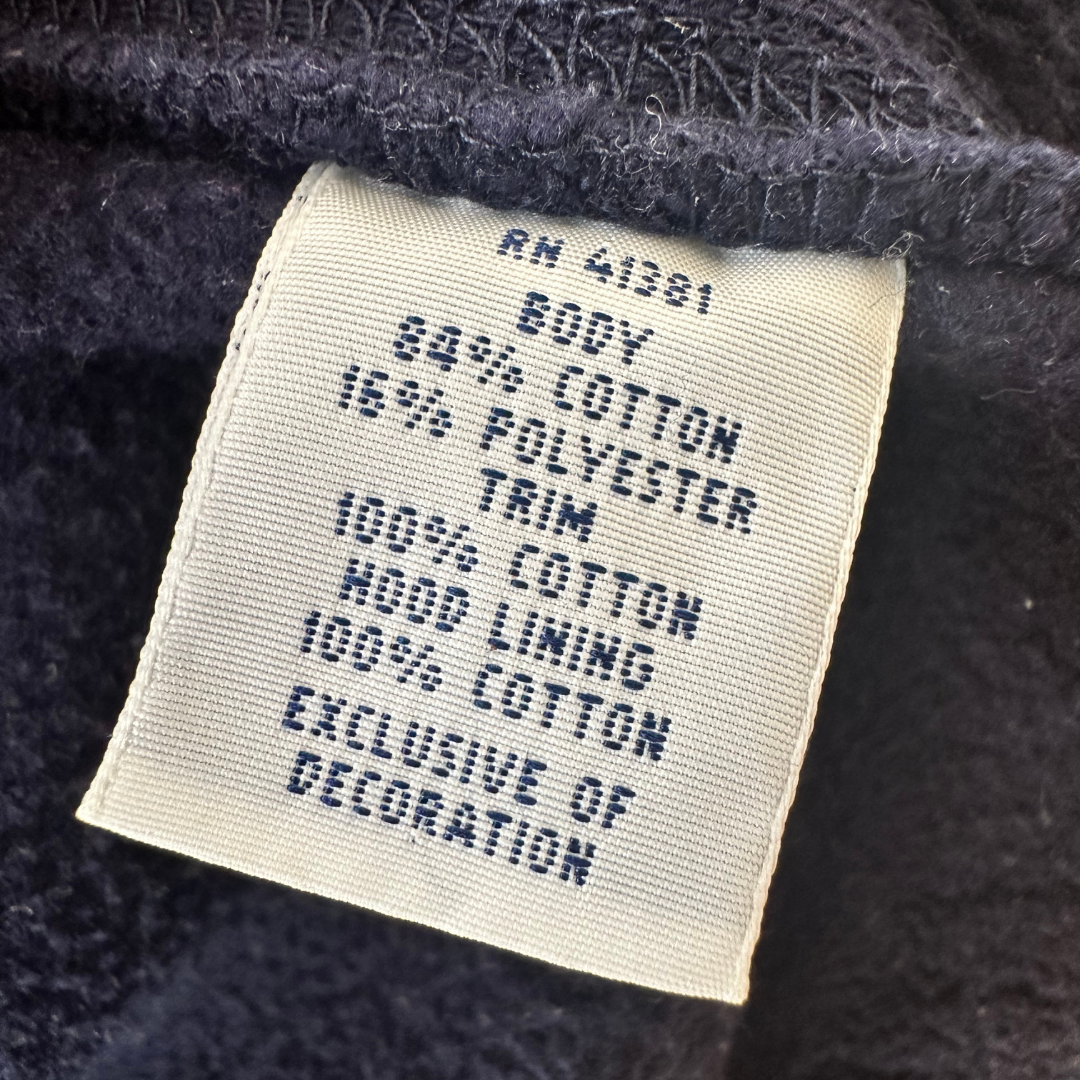 RN 41381
BODY
84% COTTON
16% POLYESTER
TRIM
100% COTTON
HOOD LINING
100% COTTON
EXCLUSIVE OF
DECORATION